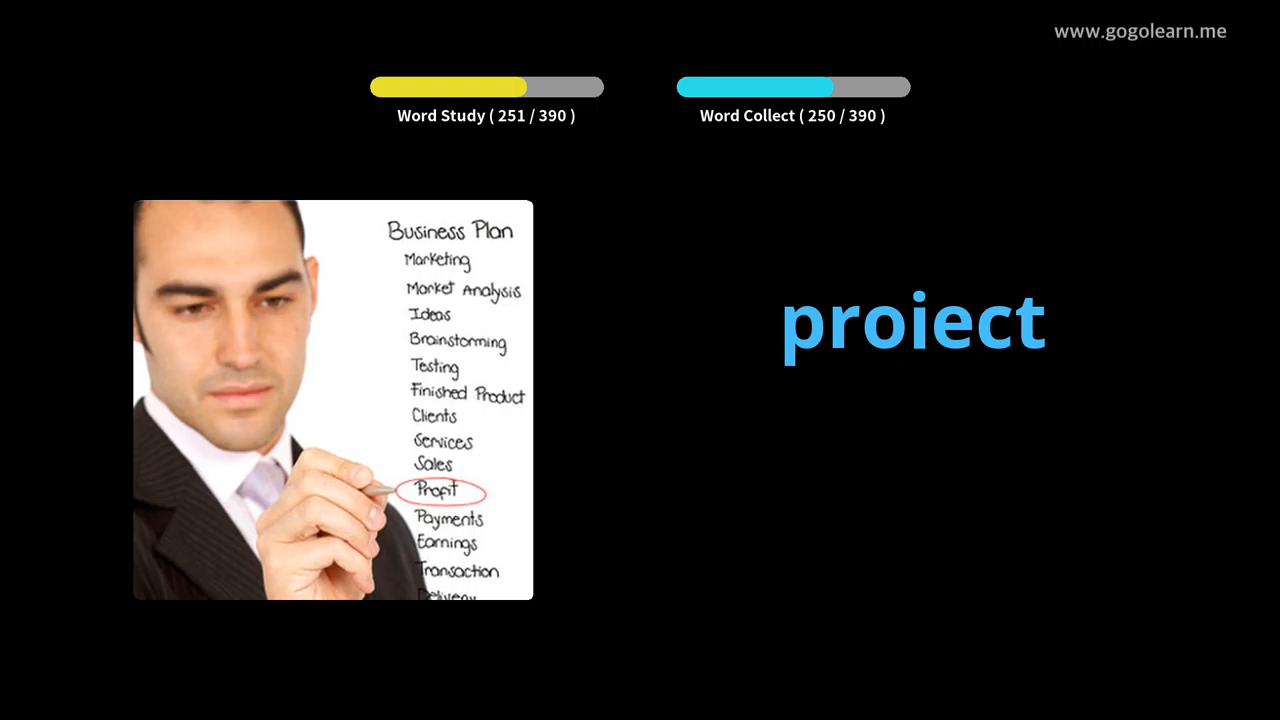 www.gogolearn.me
Word Study ( 251 / 390 )
Word Collect ( 250 / 390 )
Business Plan
Marketing
Market Analysis
Ideas
Brainstorming
Testing
Finished Product
Clients
Services
Sales
Profit
Payments
Earnings
Transaction
Delivery
proiect